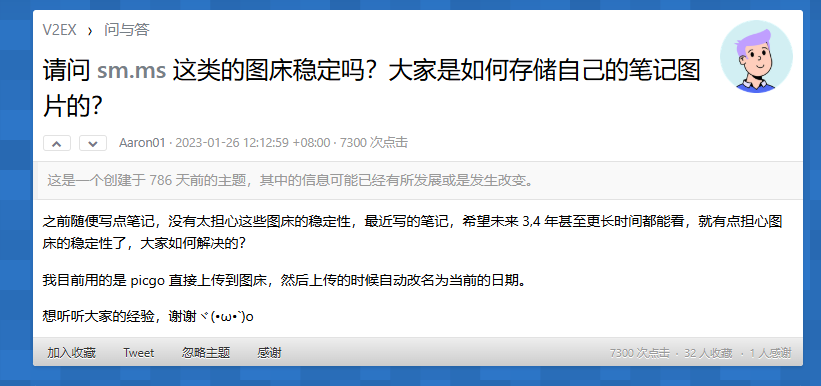 V2EX › 问与答
请问 sm.ms 这类的图床稳定吗？大家是如何存储自己的笔记图
片的？
Aaron01 · 2023-01-26 12:12:59 +08:00 · 7300 次点击
这是一个创建于 786 天前的主题，其中的信息可能已经有所发展或是发生改变。
之前随便写点笔记，没有太担心这些图床的稳定性，最近写的笔记，希望未来 3,4 年甚至更长时间都能看，就有点担心图
床的稳定性了，大家如何解决的？
我目前用的是 picgo 直接上传到图床，然后上传的时候自动改名为当前的日期。
想听听大家的经验，谢谢ヾ(•ω•`)o
加入收藏 Tweet 忽略主题 感谢 7300 次点击 · 32 人收藏 · 1 人感谢